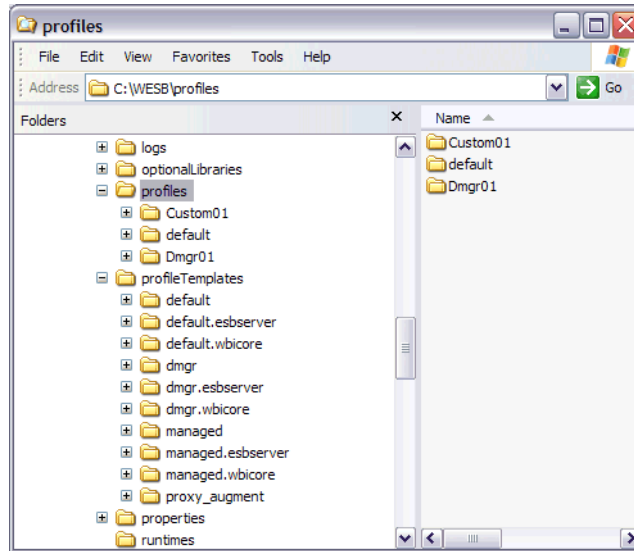 profiles
File Edit View Favorites Tools Help
Address C:\WESB\profiles Go
Folders
logs
optionalLibraries
profiles
Custom01
default
Dmgr01
profileTemplates
default
default.esbserver
default.wbicore
dmgr
dmgr.esbserver
dmgr.wbicore
managed
managed.esbserver
managed.wbicore
proxy_augment
properties
runtimes
Name
Custom01
default
Dmgr01